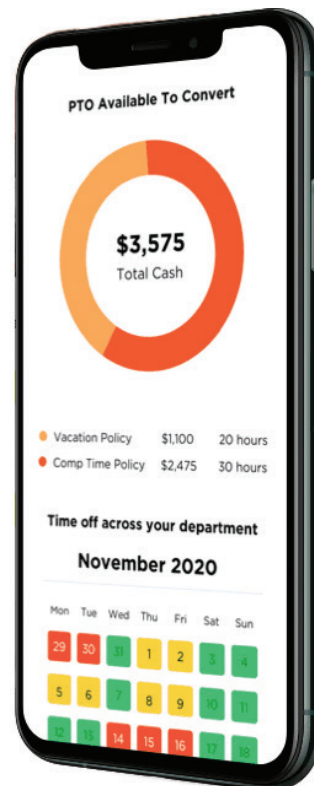 PTO Available To Convert
$3,575
Total Cash
Vacation Policy $1,100 20 hours
Comp Time Policy $2,475 30 hours
Time off across your department
November 2020
Mon Tue Wed Thu Fri Sat Sun
29 30 31 1 2 3 4
5 6 7 8 9 10 11
12 13 14 15 16 17 18